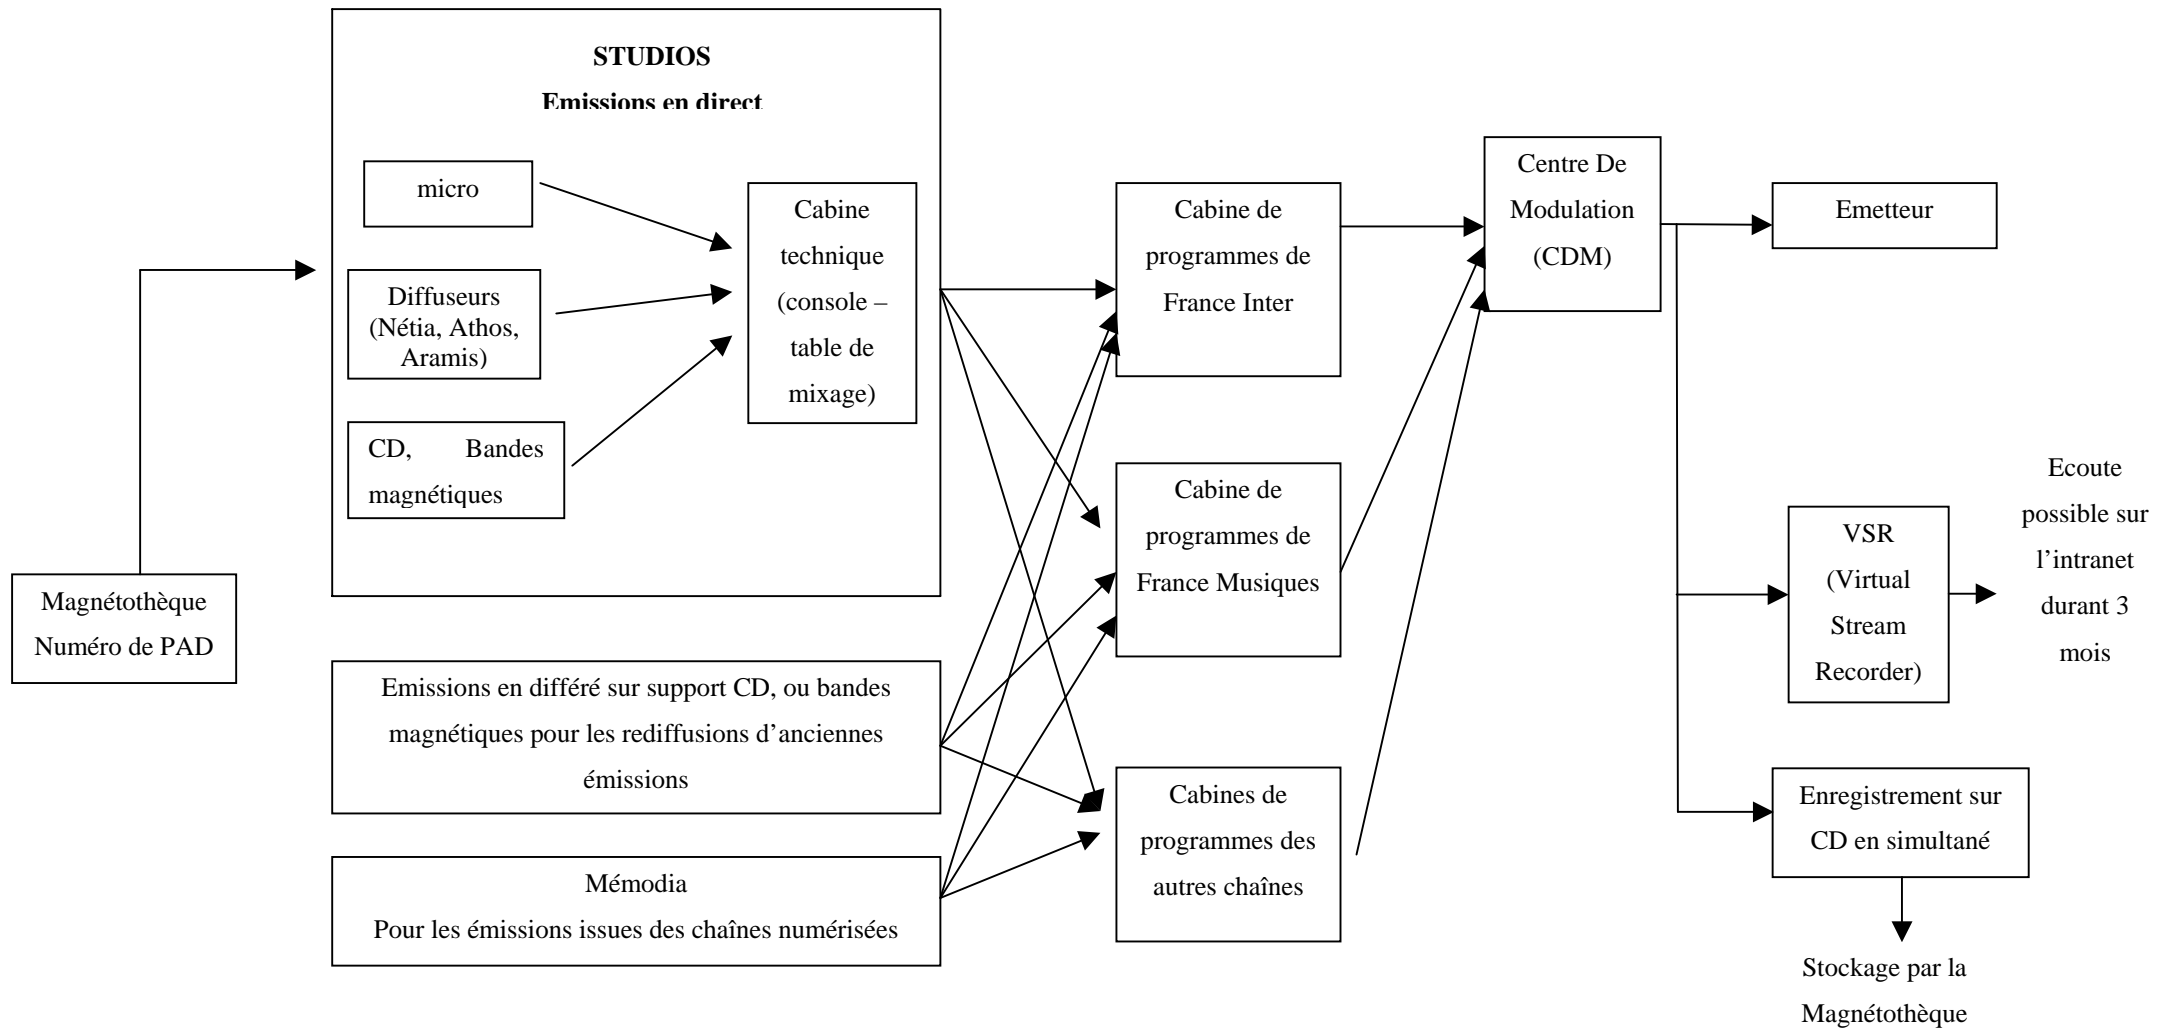 STUDIOS
Emissions en direct
micro
Diffuseurs
(Nétia, Athos,
Aramis)
CD, Bandes
magnétiques
Cabine
technique
(console –
table de
mixage)
Magnétothèque
Numéro de PAD
Emissions en différé sur support CD, ou bandes
magnétiques pour les rediffusions d’anciennes
émissions
Mémodia
Pour les émissions issues des chaînes numérisées
Cabine de
programmes de
France Inter
Cabine de
programmes de
France Musiques
Cabines de
programmes des
autres chaînes
Centre De
Modulation
(CDM)
Emetteur
VSR
(Virtual
Stream
Recorder)
Ecoute
possible sur
l’intranet
durant 3
mois
Enregistrement sur
CD en simultané
Stockage par la
Magnétothèque